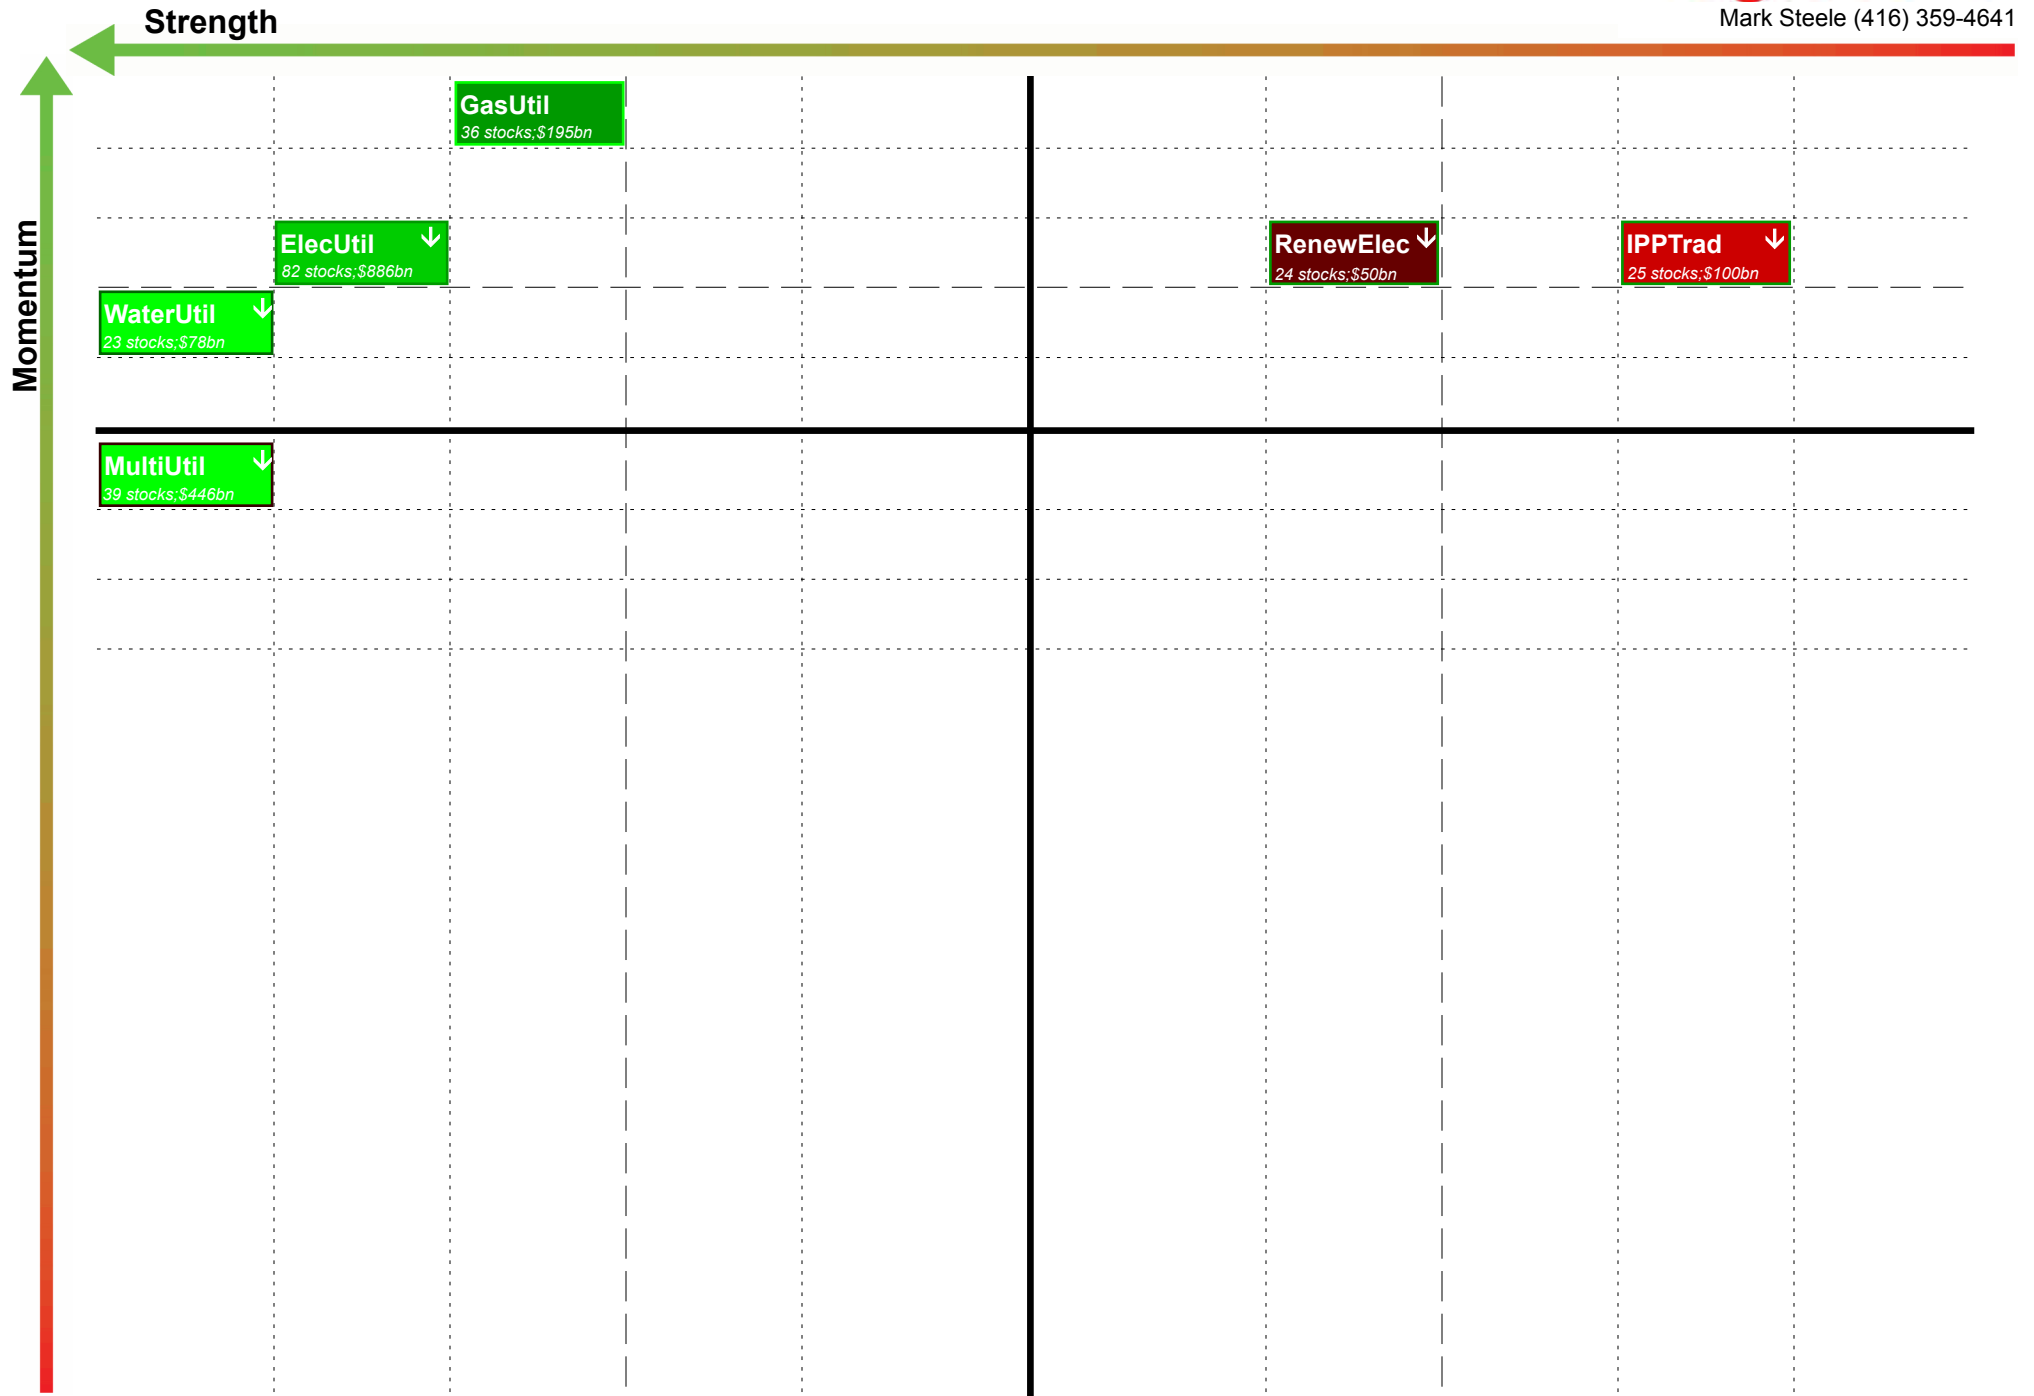 Strength
Mark Steele (416) 359-4641
Momentum
GasUtil
36 stocks;$195bn
ElecUtil
82 stocks;$886bn
RenewElec
24 stocks;$50bn
IPPTrad
25 stocks;$100bn
WaterUtil
23 stocks;$78bn
MultiUtil
39 stocks;$446bn